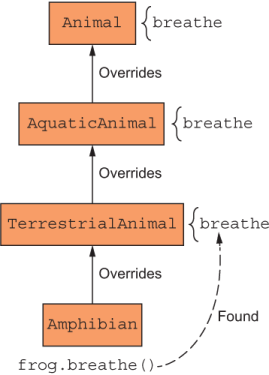 Animal { breathe
Overrides
AquaticAnimal { breathe
Overrides
TerrestrialAnimal { breathe
Overrides
Found
Amphibian
frog.breathe()